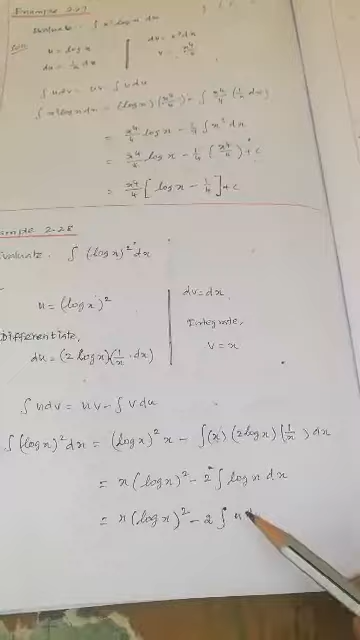 Example 2.27
Evaluate ∫ x³ log x dx
u = log x | dv = x³ dx
du = 1/x dx | v = x⁴/4
∫ u dv = uv - ∫ v du
∫ x³ log x dx = (log x) (x⁴/4) - ∫ x⁴/4 (1/x dx)
= x⁴/4 log x - 1/4 ∫ x³ dx
= x⁴/4 log x - 1/4 (x⁴/4) + c
= x⁴/4 [log x - 1/4] + c
ample 2.28
Evaluate ∫ (log x)² dx
u = (log x)² | dv = dx
Differentiate, | Integrate,
du = (2 log x) (1/x · dx) | v = x
∫ u dv = uv - ∫ v du
∫ (log x)² dx = (log x)² x - ∫ (x) (2 log x) (1/x) dx
= x (log x)² - 2 ∫ log x dx
= x (log x)² - 2 ∫ u